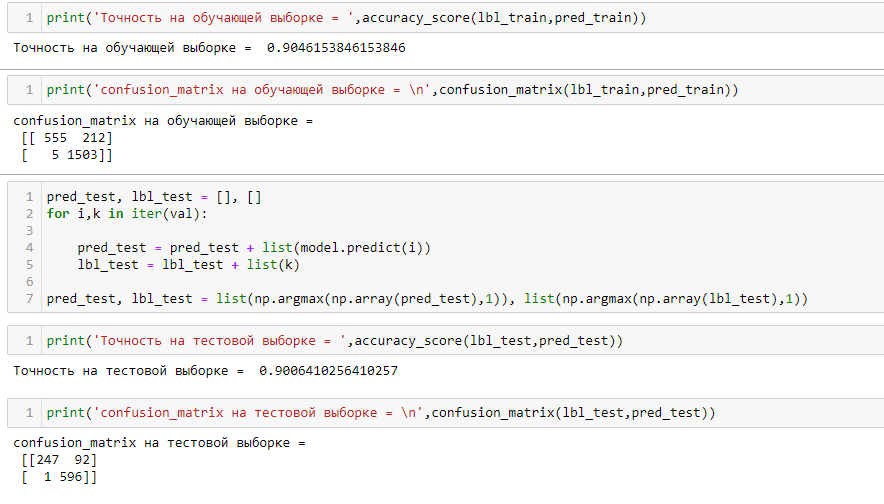 1 print('Точность на обучающей выборке = ',accuracy_score(lbl_train,pred_train))
Точность на обучающей выборке =  0.9046153846153846
1 print('confusion_matrix на обучающей выборке = \n',confusion_matrix(lbl_train,pred_train))
confusion_matrix на обучающей выборке =
[[ 555  212]
[   5 1503]]
1 pred_test, lbl_test = [], []
2 for i,k in iter(val):
3
4     pred_test = pred_test + list(model.predict(i))
5     lbl_test = lbl_test + list(k)
6
7 pred_test, lbl_test = list(np.argmax(np.array(pred_test),1)), list(np.argmax(np.array(lbl_test),1))
1 print('Точность на тестовой выборке = ',accuracy_score(lbl_test,pred_test))
Точность на тестовой выборке =  0.9006410256410257
1 print('confusion_matrix на тестовой выборке = \n',confusion_matrix(lbl_test,pred_test))
confusion_matrix на тестовой выборке =
[[247  92]
[  1 596]]